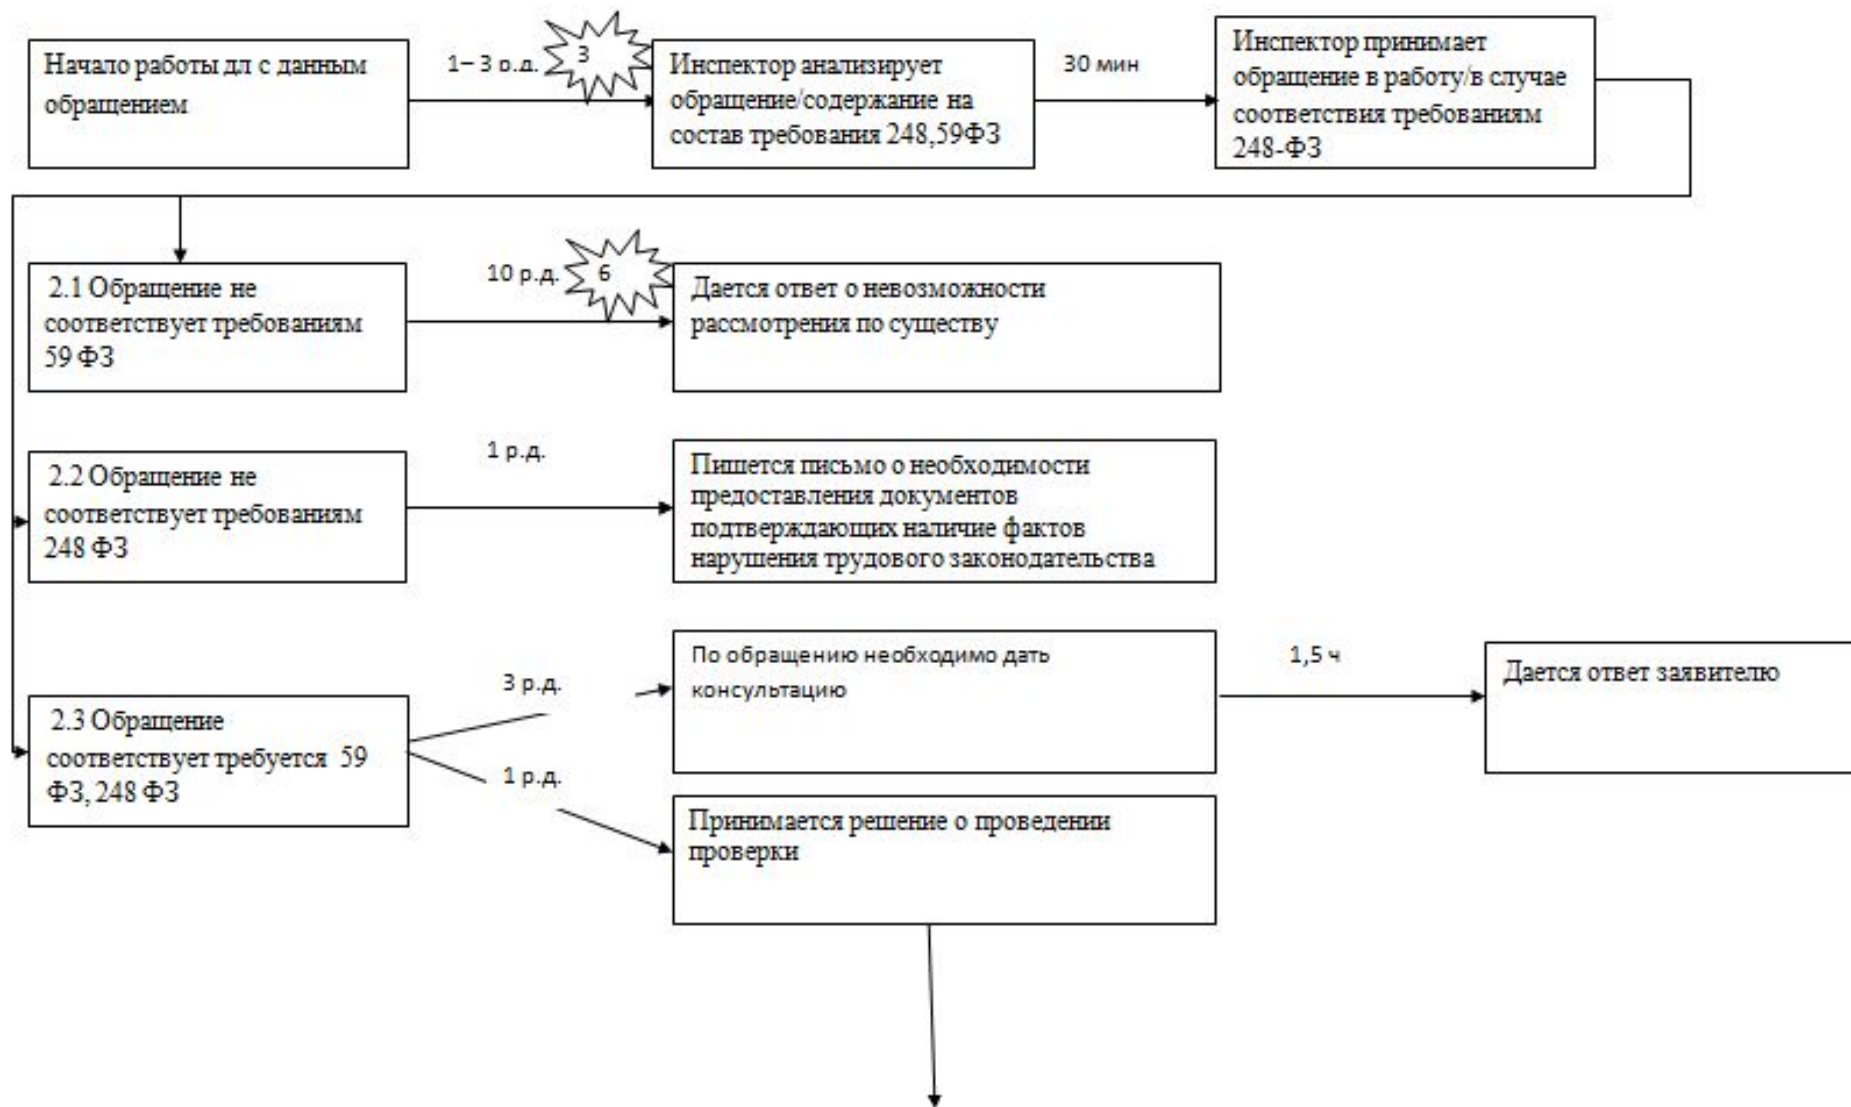 Начало работы дл с данным
обращением
1– 3 р.д.
3
Инспектор анализирует
обращение/содержание на
состав требования 248,59ФЗ
30 мин
Инспектор принимает
обращение в работу/в случае
соответствия требованиям
248-ФЗ
2.1 Обращение не
соответствует требованиям
59 ФЗ
10 р.д.
6
Дается ответ о невозможности
рассмотрения по существу
2.2 Обращение не
соответствует требованиям
248 ФЗ
1 р.д.
Пишется письмо о необходимости
предоставления документов
подтверждающих наличие фактов
нарушения трудового законодательства
2.3 Обращение
соответствует требуется 59
ФЗ, 248 ФЗ
3 р.д.
По обращению необходимо дать
консультацию
1,5 ч
Дается ответ заявителю
1 р.д.
Принимается решение о проведении
проверки